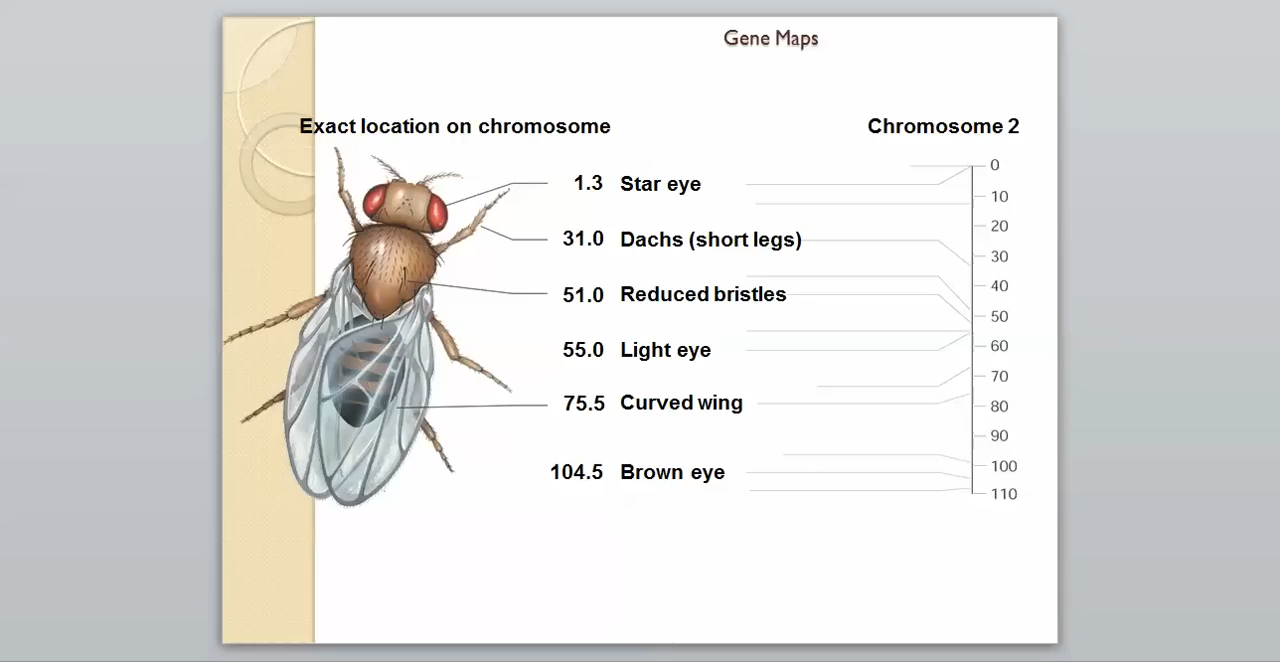 Gene Maps
Exact location on chromosome
Chromosome 2
1.3 Star eye
31.0 Dachs (short legs)
51.0 Reduced bristles
55.0 Light eye
75.5 Curved wing
104.5 Brown eye
0
10
20
30
40
50
60
70
80
90
100
110